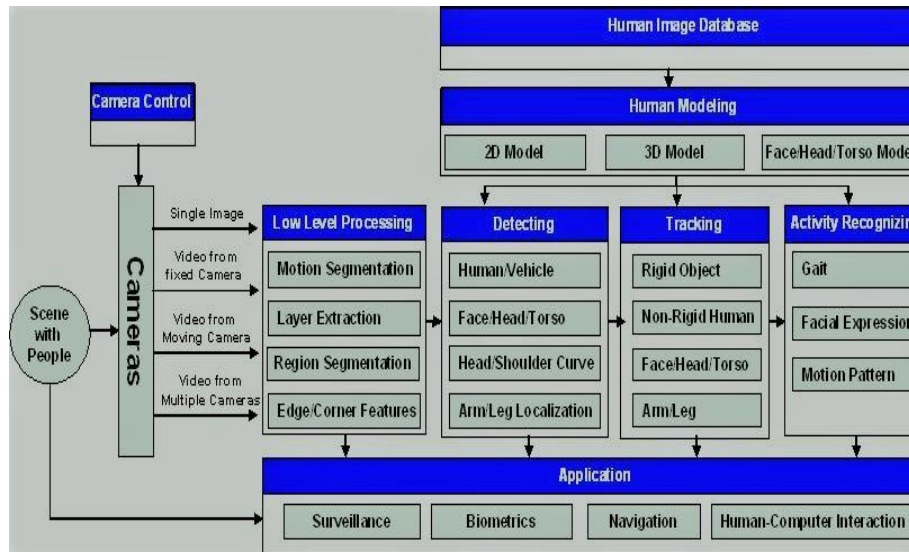 Human Image Database
Camera Control
Human Modeling
2D Model
3D Model
Face/Head/Torso Mode
Cameras
Single Image
Video from
fixed Camera
Video from
Moving Camera
Video from
Multiple Cameras
Scene
with
People
Low Level Processing
Motion Segmentation
Layer Extraction
Region Segmentation
Edge/Corner Features
Detecting
Human/Vehicle
Face/Head/Torso
Head/Shoulder Curve
Arm/Leg Localization
Tracking
Rigid Object
Non-Rigid Human
Face/Head/Torso
Arm/Leg
Activity Recognizin
Gait
Facial Expression
Motion Pattern
Application
Surveillance
Biometrics
Navigation
Human-Computer Interaction